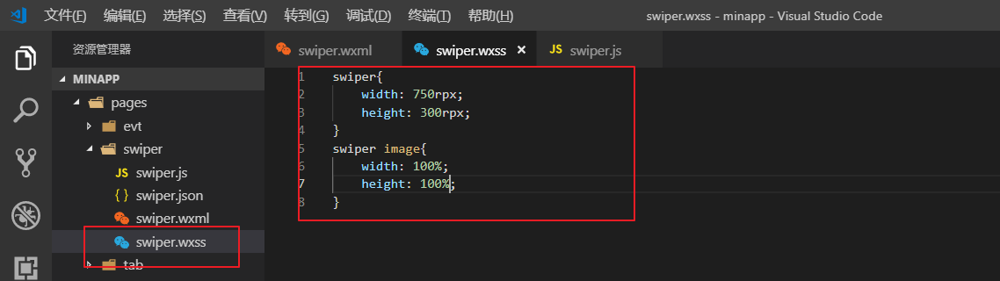 文件(F) 编辑(E) 选择(S) 查看(V) 转到(G) 调试(D) 终端(T) 帮助(H) swiper.wxss - minapp - Visual Studio Code
资源管理器 swiper.wxml swiper.wxss × JS swiper.js
MINAPP
pages
evt
swiper
JS swiper.js
{ } swiper.json
swiper.wxml
swiper.wxss
tab
1 swiper{
2 width: 750rpx;
3 height: 300rpx;
4 }
5 swiper image{
6 width: 100%;
7 height: 100%;
8 }